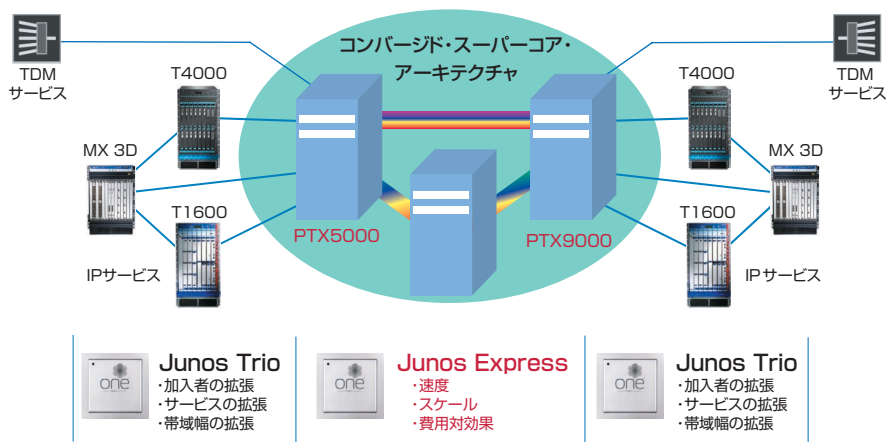 コンバージド・スーパーコア・
アーキテクチャ
TDM
サービス
T4000
MX 3D
T1600
IPサービス
PTX5000
PTX9000
TDM
サービス
T4000
MX 3D
T1600
IPサービス
one
Junos Trio
・加入者の拡張
・サービスの拡張
・帯域幅の拡張
one
Junos Express
・速度
・スケール
・費用対効果
one
Junos Trio
・加入者の拡張
・サービスの拡張
・帯域幅の拡張